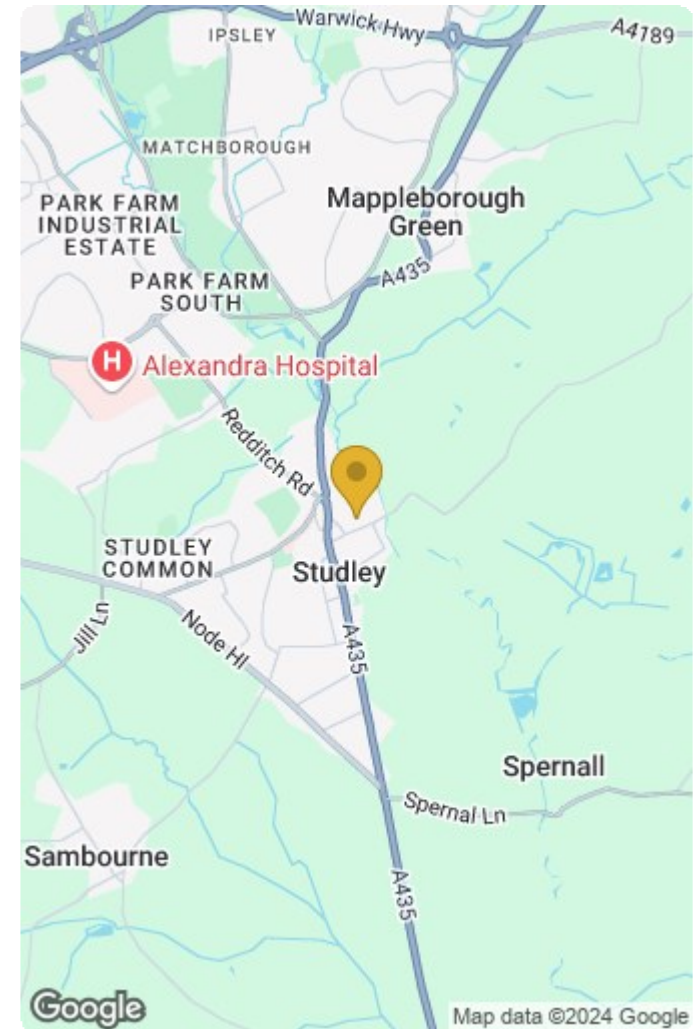 Warwick Hwy
A4189
IPSLEY
MATCHBOROUGH
PARK FARM
INDUSTRIAL
ESTATE
Mappleborough
Green
PARK FARM
SOUTH
A435
H
Alexandra Hospital
Redditch Rd
STUDLEY
COMMON
Studley
Jill Ln
Node Hl
A435
Spernall
Spernal Ln
Sambourne
A435
Google
Map data ©2024 Google